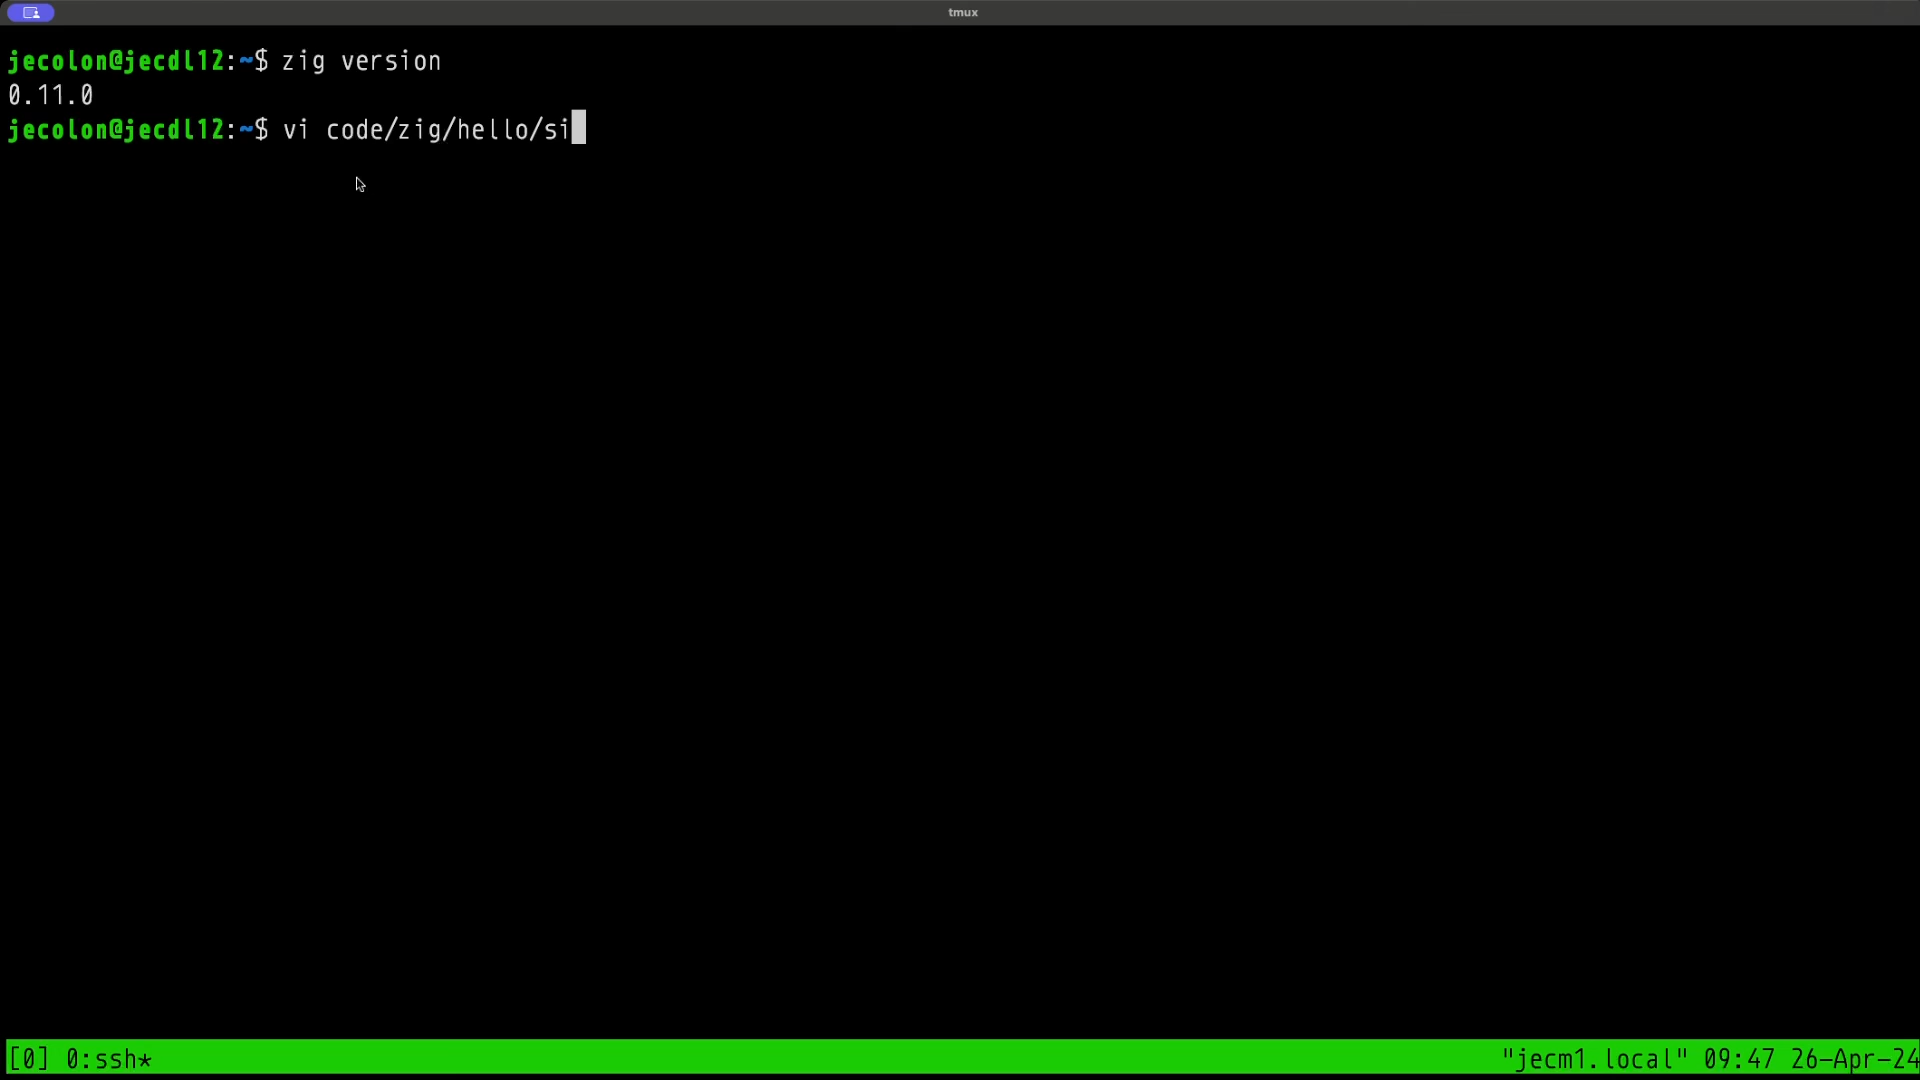 tmux
jecolon@jecdl12:~$ zig version
0.11.0
jecolon@jecdl12:~$ vi code/zig/hello/si
[0] 0:ssh* "jecm1.local" 09:47 26-Apr-24